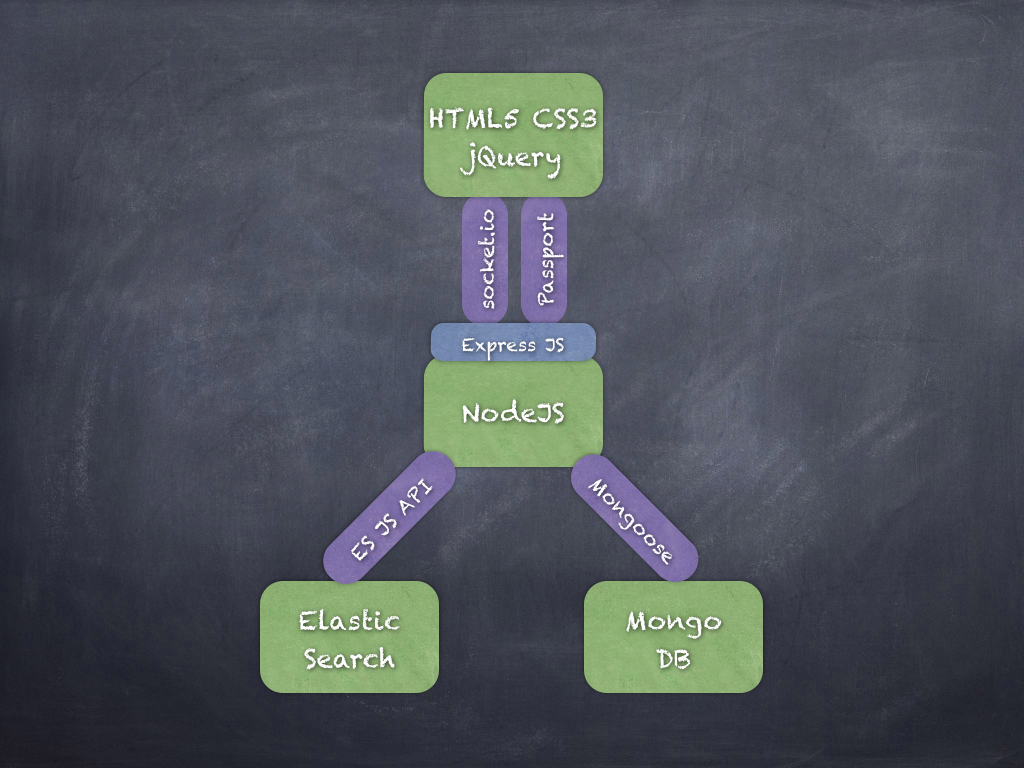 HTML5 CSS3
jQuery
socket.io
Passport
Express JS
NodeJS
ES JS API
Mongoose
Elastic
Search
Mongo
DB